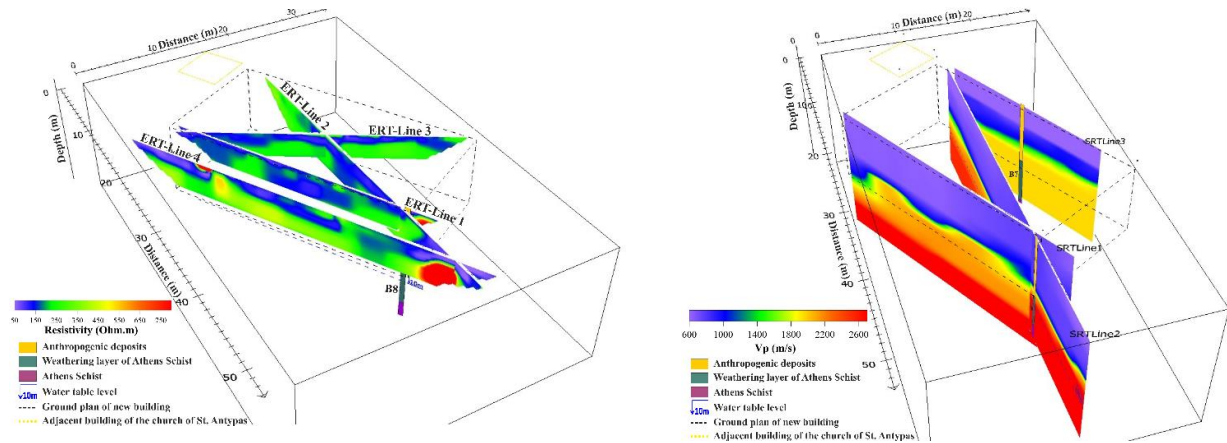 Distance (m)
0
10
20
30
Depth (m)
0
10
20
Distance (m)
30
40
50
ERT-Line 2
ERT-Line 3
ERT-Line 4
ERT-Line 1
B8
↓10m
50 150 250 350 450 550 650 750
Resistivity (Ohm.m)
Anthropogenic deposits
Weathering layer of Athens Schist
Athens Schist
↓10m Water table level
Ground plan of new building
Adjacent building of the church of St. Antypas
Distance (m)
0
10
20
Depth (m)
0
10
20
Distance (m)
30
40
50
SRTLine3
B7
SRTLine1
SRTLine2
600 1000 1400 1800 2200 2600
Vp (m/s)
Anthropogenic deposits
Weathering layer of Athens Schist
Athens Schist
↓10m Water table level
Ground plan of new building
Adjacent building of the church of St. Antypas